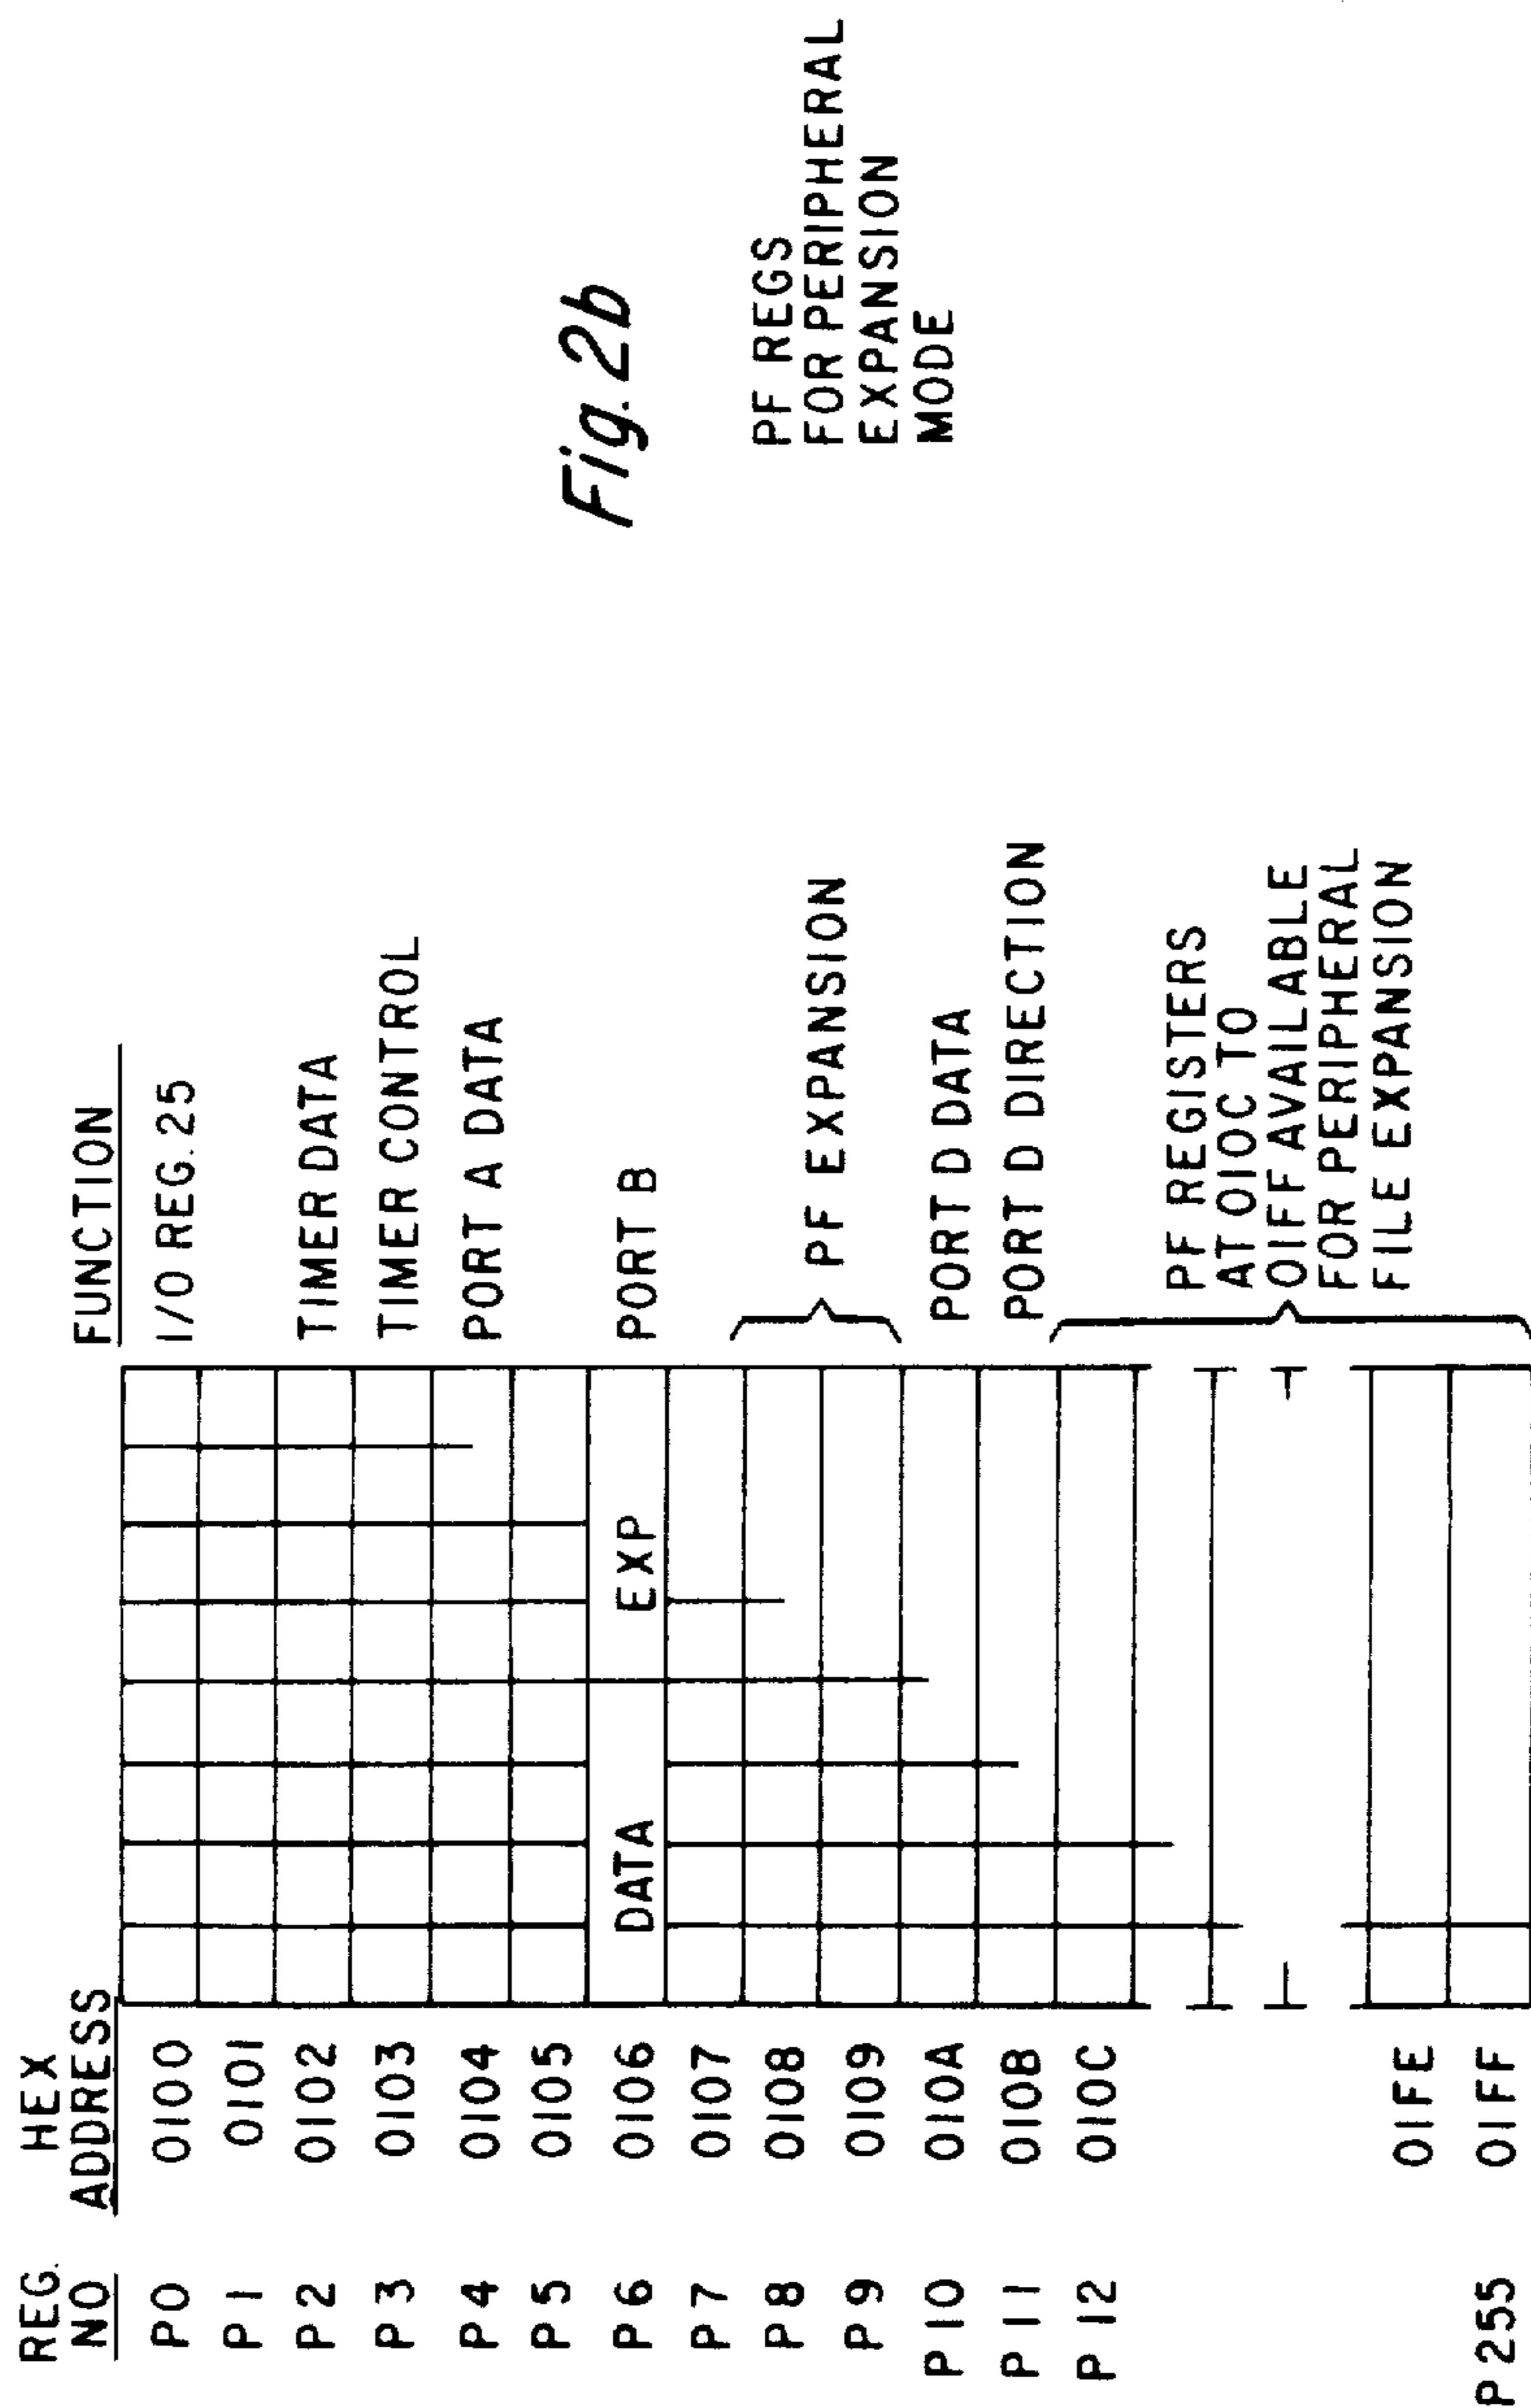 REG. NO
HEX ADDRESS
FUNCTION
P0 0100 I/O REG.25
P1 0101
P2 0102 TIMER DATA
P3 0103 TIMER CONTROL
P4 0104 PORT A DATA
P5 0105
P6 0106 DATA EXP PORT B
P7 0107
P8 0108
PF EXPANSION
P9 0109
P10 010A PORT D DATA
P11 010B PORT D DIRECTION
P12 010C
PF REGISTERS
AT 010C TO
01FF AVAILABLE
FOR PERIPHERAL
FILE EXPANSION
01FE
P255 01FF
Fig. 2b
PF REGS
FOR PERIPHERAL
EXPANSION
MODE